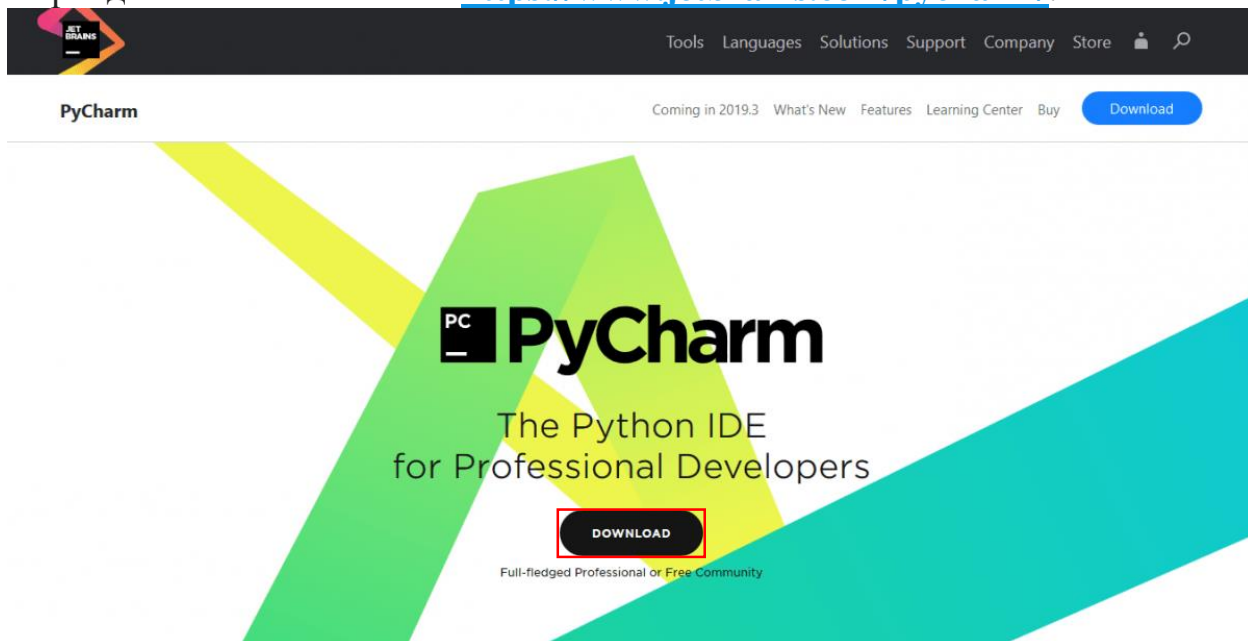 JET
BRAINS
Tools Languages Solutions Support Company Store
PyCharm
Coming in 2019.3 What's New Features Learning Center Buy Download
PC
PyCharm
The Python IDE
for Professional Developers
DOWNLOAD
Full-fledged Professional or Free Community